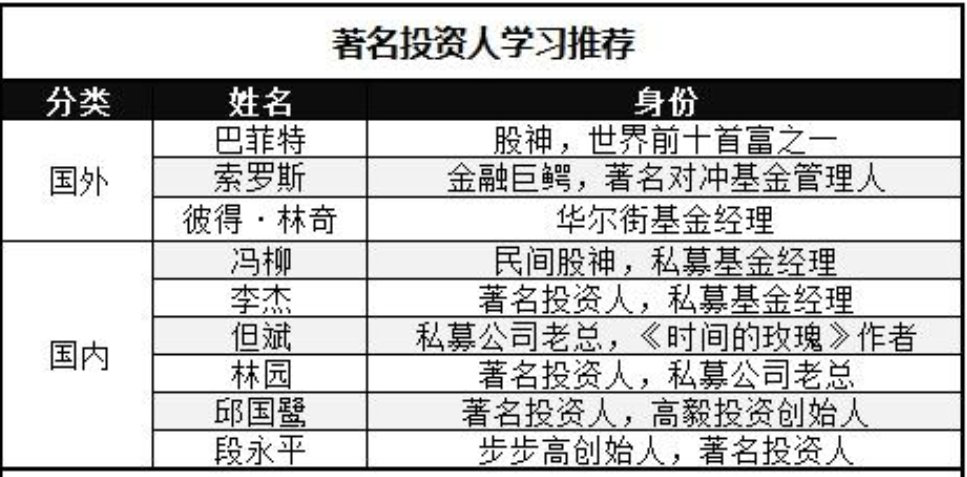 著名投资人学习推荐
分类 姓名 身份
国外 巴菲特 股神，世界前十首富之一
索罗斯 金融巨鳄，著名对冲基金管理人
彼得·林奇 华尔街基金经理
国内 冯柳 民间股神，私募基金经理
李杰 著名投资人，私募基金经理
但斌 私募公司老总，《时间的玫瑰》作者
林园 著名投资人，私募公司老总
邱国鹭 著名投资人，高毅投资创始人
段永平 步步高创始人，著名投资人